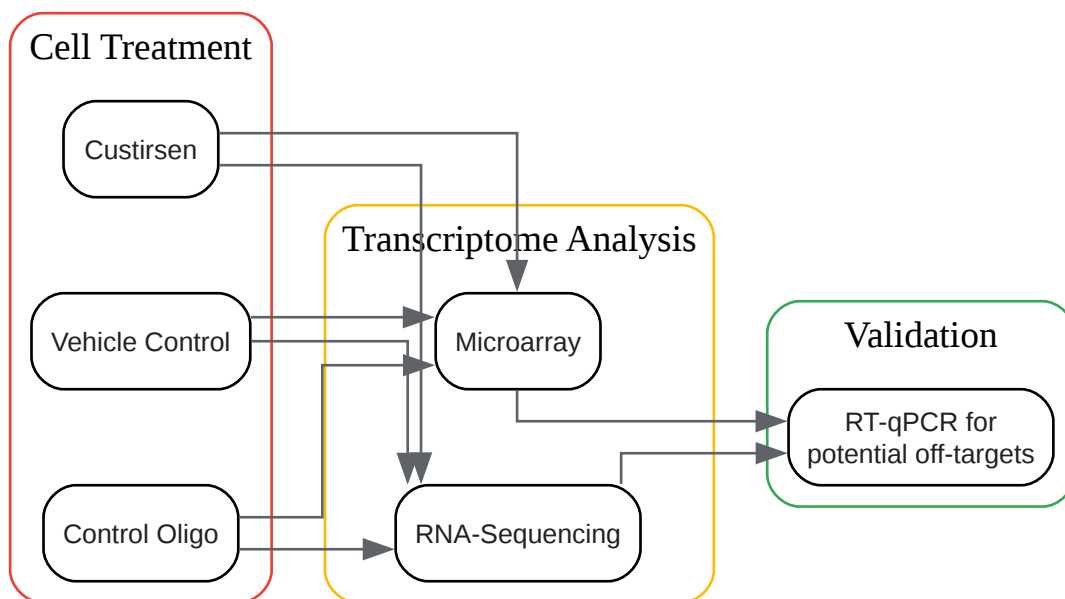 Cell Treatment
Custirsen
Vehicle Control
Control Oligo
Transcriptome Analysis
Microarray
RNA-Sequencing
Validation
RT-qPCR for
potential off-targets